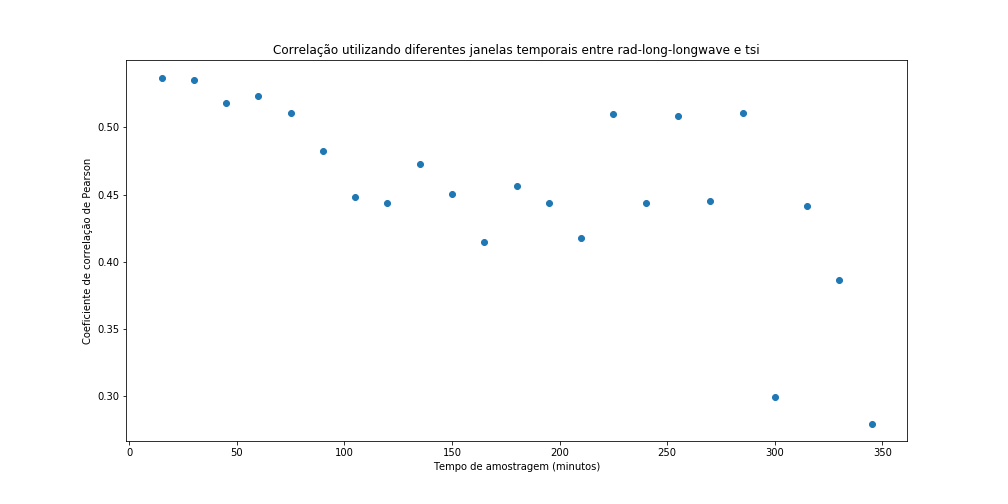 Correlação utilizando diferentes janelas temporais entre rad-long-longwave e tsi
Coeficiente de correlação de Pearson
0.50
0.45
0.40
0.35
0.30
0 50 100 150 200 250 300 350
Tempo de amostragem (minutos)